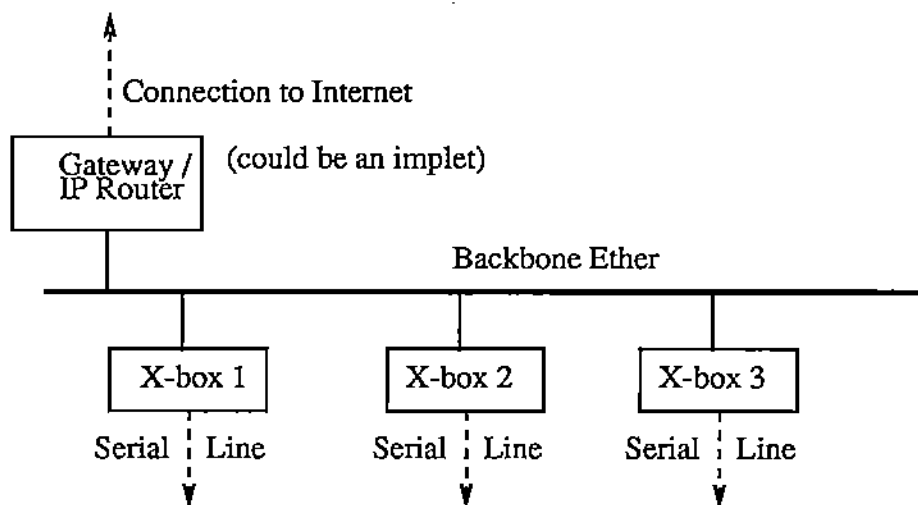 Connection to Internet
Gateway /
IP Router
(could be an implet)
Backbone Ether
X-box 1
X-box 2
X-box 3
Serial Line
Serial Line
Serial Line